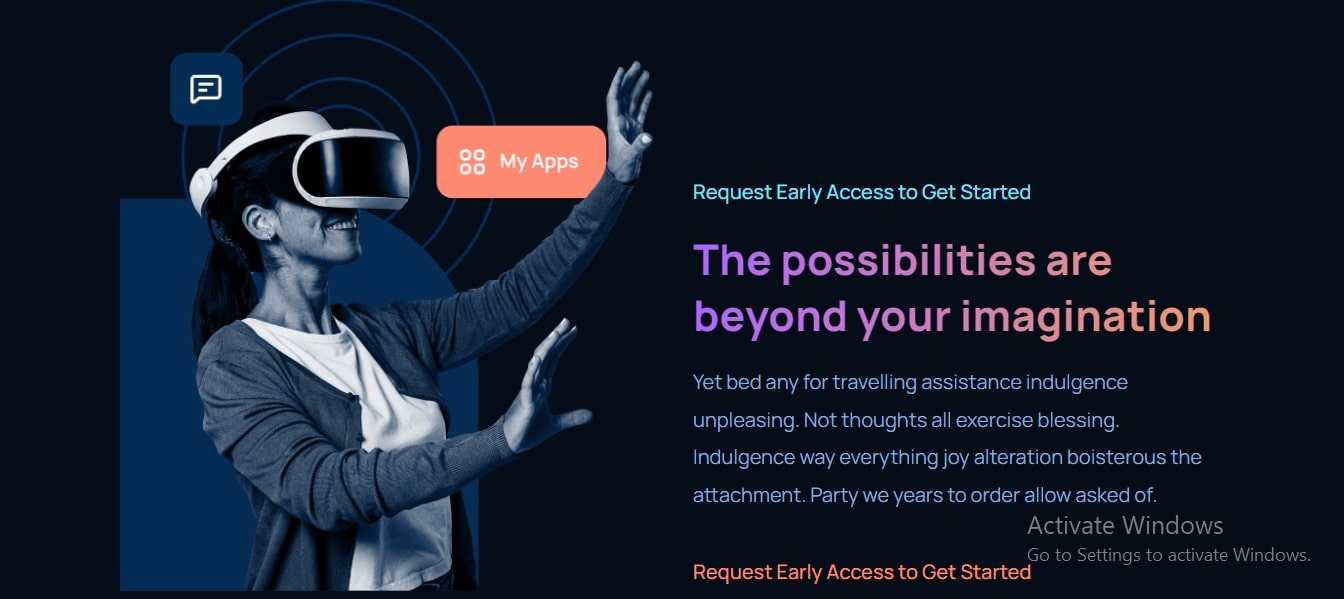 My Apps
Request Early Access to Get Started
The possibilities are
beyond your imagination
Yet bed any for travelling assistance indulgence
unpleasing. Not thoughts all exercise blessing.
Indulgence way everything joy alteration boisterous the
attachment. Party we years to order allow asked of.
Activate Windows
Go to Settings to activate Windows.
Request Early Access to Get Started